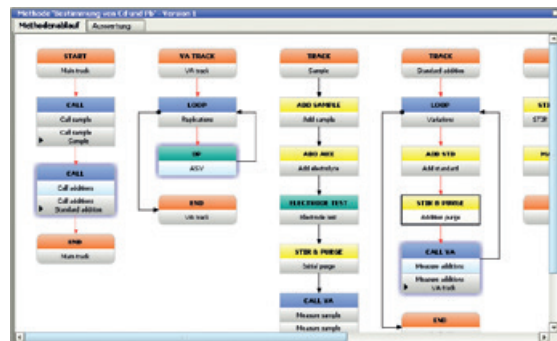 Methode 'Bestimmung von Cd und Pb' - Version 1
Methodenablauf
Auswertung
START
Main track
CALL
Call sample
Call sample
Sample
CALL
Call additions
Call additions
Standard addition
END
Main track
VA TRACK
VA track
LOOP
Replications
DP
ASV
END
VA track
TRACK
Sample
ADD SAMPLE
Add sample
ADD AUX
Add electrolyte
ELECTRODE TEST
Electrode test
STIR & PURGE
Initial purge
CALL VA
Measure sample
Measure sample
TRACK
Standard addition
LOOP
Variations
ADD STD
Add standard
STIR & PURGE
Addition purge
CALL VA
Measure additions
Measure additions
VA track
END